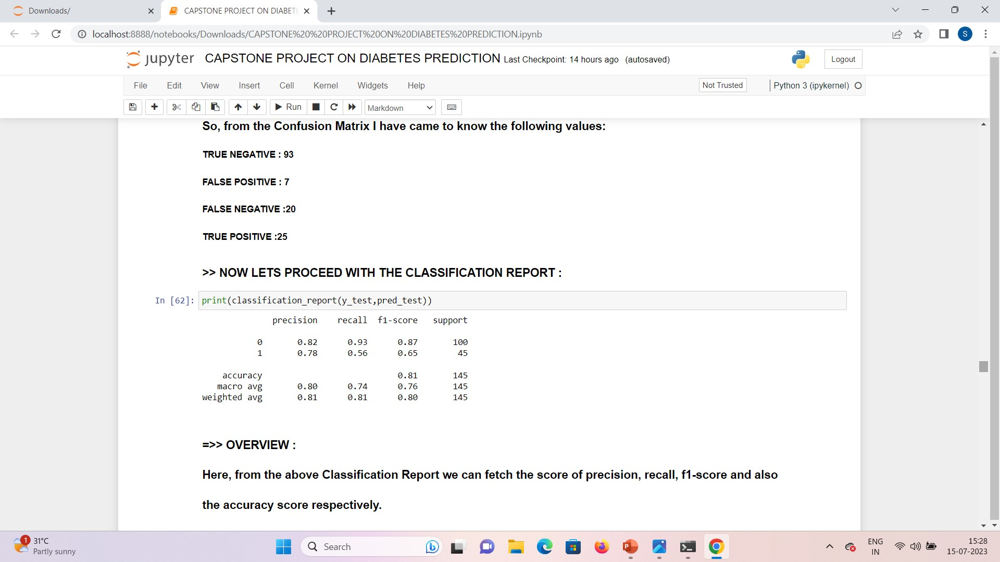 Downloads/
CAPSTONE PROJECT ON DIABET
localhost:8888/notebooks/Downloads/CAPSTONE%20%20PROJECT%20ON%20DIABETES%20PREDICTION.ipynb
S
jupyter CAPSTONE PROJECT ON DIABETES PREDICTION Last Checkpoint: 14 hours ago (autosaved)
Logout
File Edit View Insert Cell Kernel Widgets Help
Not Trusted
Python 3 (ipykernel)
Run
Markdown
So, from the Confusion Matrix I have came to know the following values:
TRUE NEGATIVE : 93
FALSE POSITIVE : 7
FALSE NEGATIVE :20
TRUE POSITIVE :25
>> NOW LETS PROCEED WITH THE CLASSIFICATION REPORT :
In [62]: print(classification_report(y_test,pred_test))
precision recall f1-score support
0 0.82 0.93 0.87 100
1 0.78 0.56 0.65 45
accuracy 0.81 145
macro avg 0.80 0.74 0.76 145
weighted avg 0.81 0.81 0.80 145
=>> OVERVIEW :
Here, from the above Classification Report we can fetch the score of precision, recall, f1-score and also
the accuracy score respectively.
1
31°C
Partly sunny
Search
ENG
IN
15:28
15-07-2023